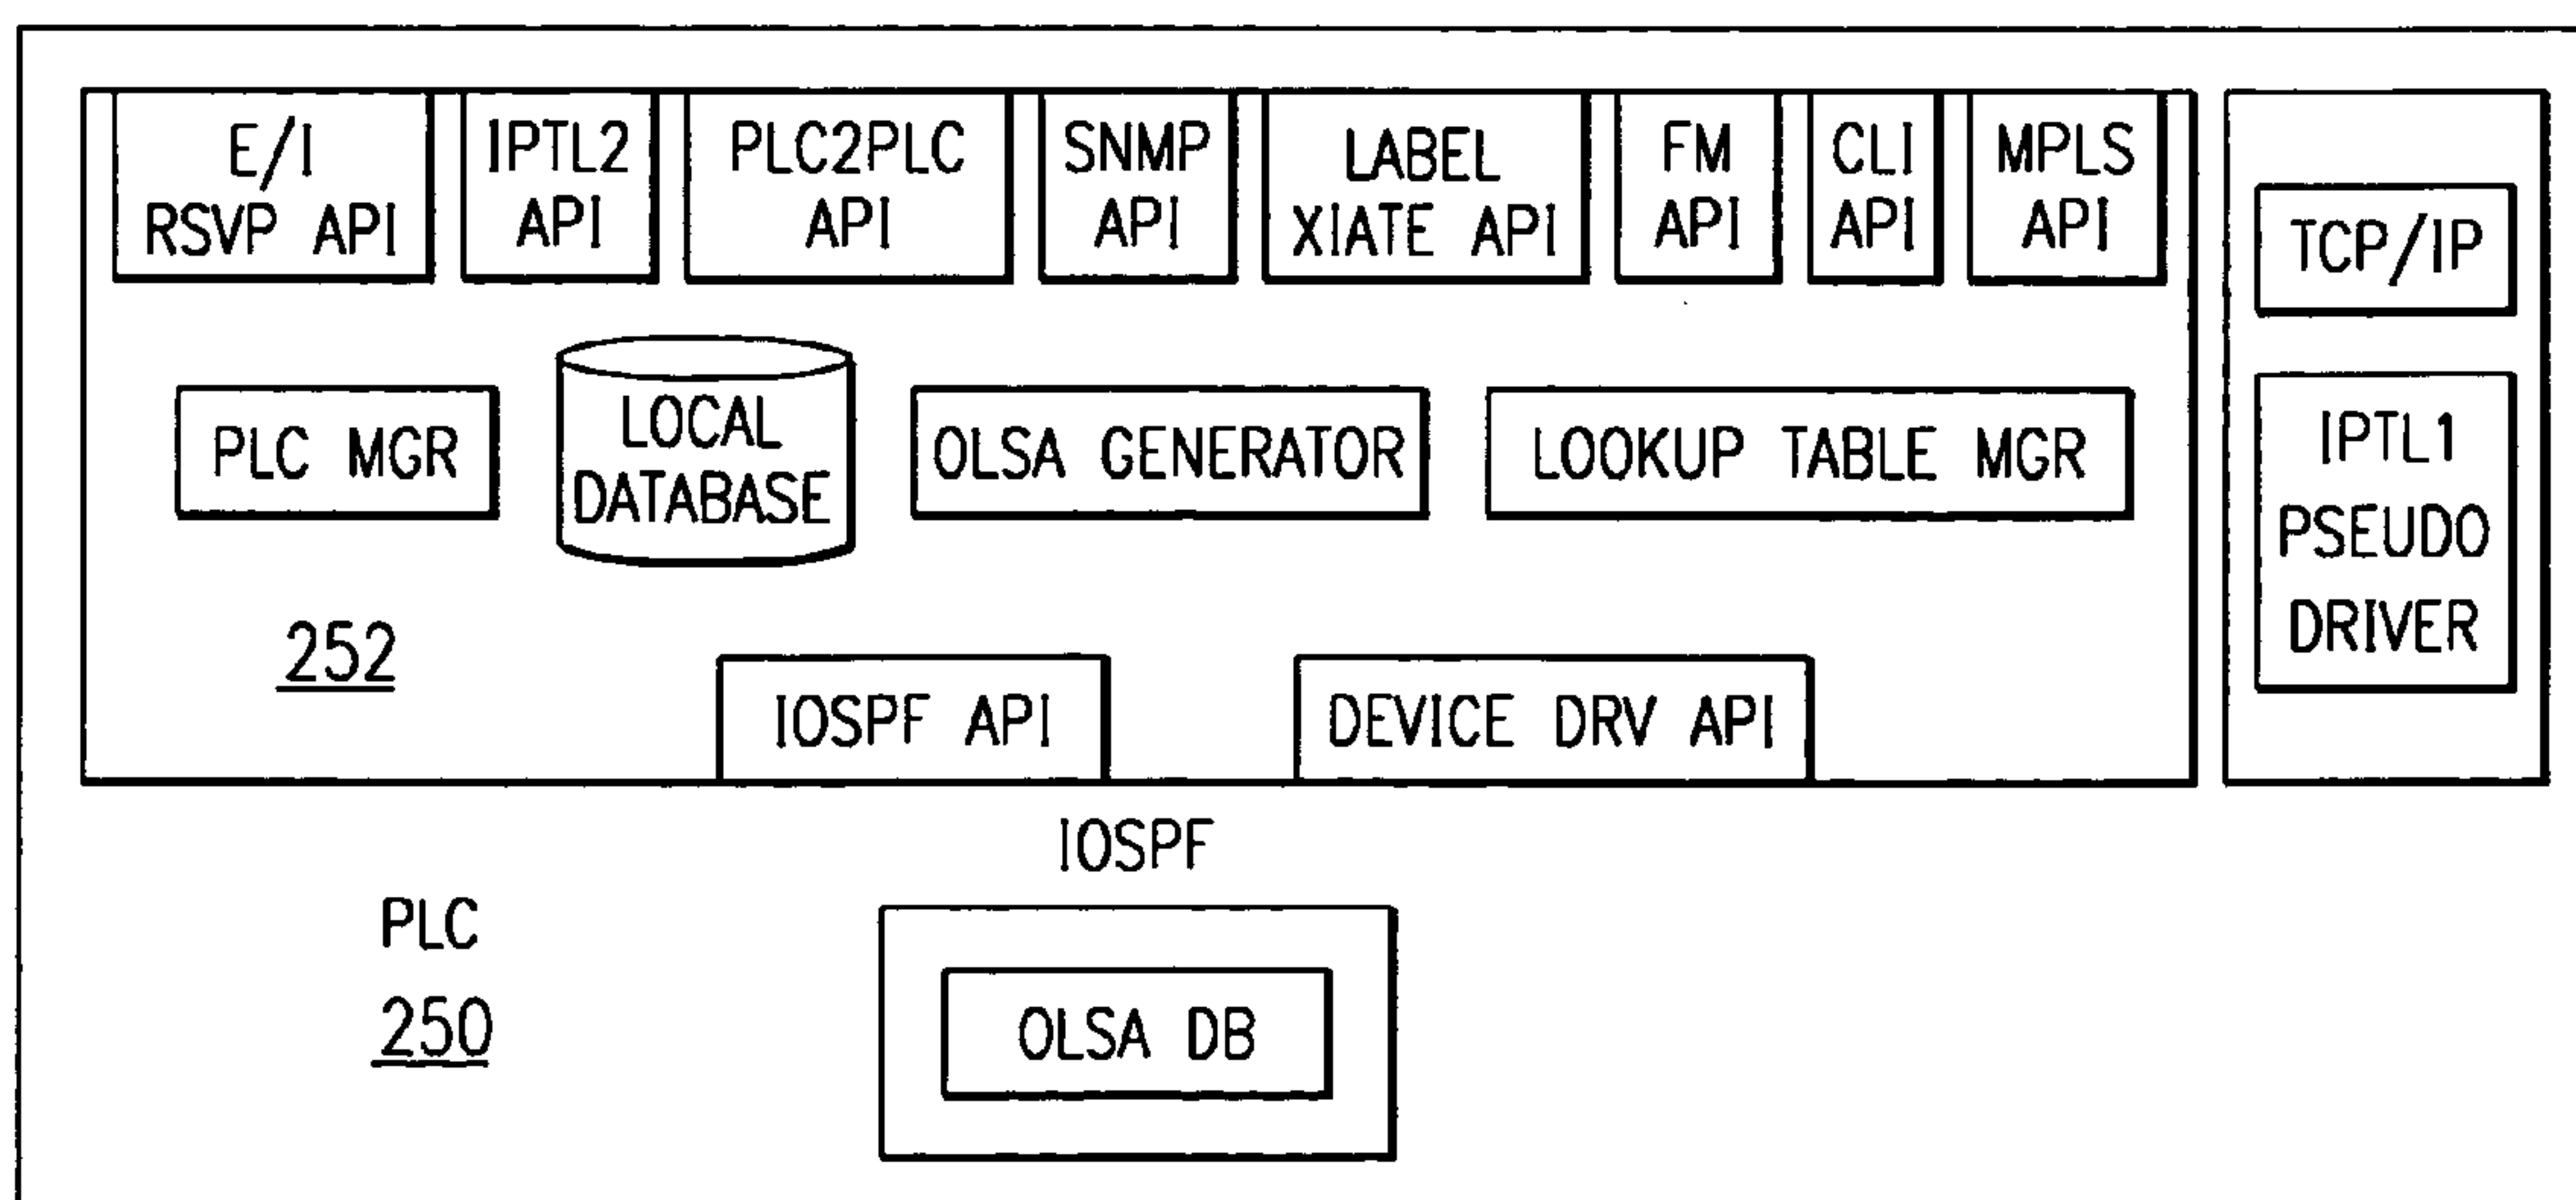 E/I
RSVP API
IPTL2
API
PLC2PLC
API
SNMP
API
LABEL
XIATE API
FM
API
CLI
API
MPLS
API
TCP/IP
PLC MGR
LOCAL
DATABASE
OLSA GENERATOR
LOOKUP TABLE MGR
IPTL1
PSEUDO
DRIVER
252
IOSPF API
DEVICE DRV API
IOSPF
PLC
250
OLSA DB